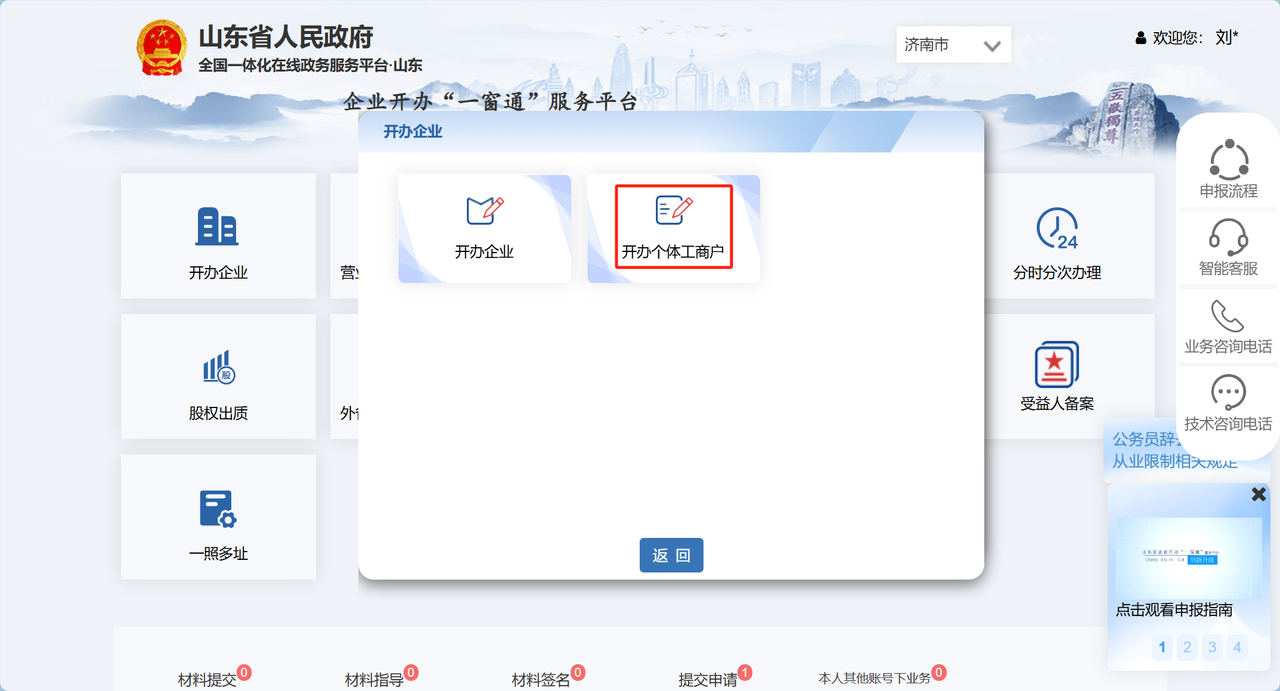 山东省人民政府
全国一体化在线政务服务平台·山东
济南市
欢迎您: 刘*
企业开办“一窗通”服务平台
五嶽獨尊
开办企业
开办企业
开办个体工商户
返 回
开办企业
营
分时分次办理
24
股
股权出质
外
受益人备案
一照多址
申报流程
智能客服
业务咨询电话
技术咨询电话
公务员辞
从业限制相关规定
创新升级
点击观看申报指南
1 2 3 4
材料提交 0
材料指导 0
材料签名 0
提交申请 1
本人其他账号下业务 0